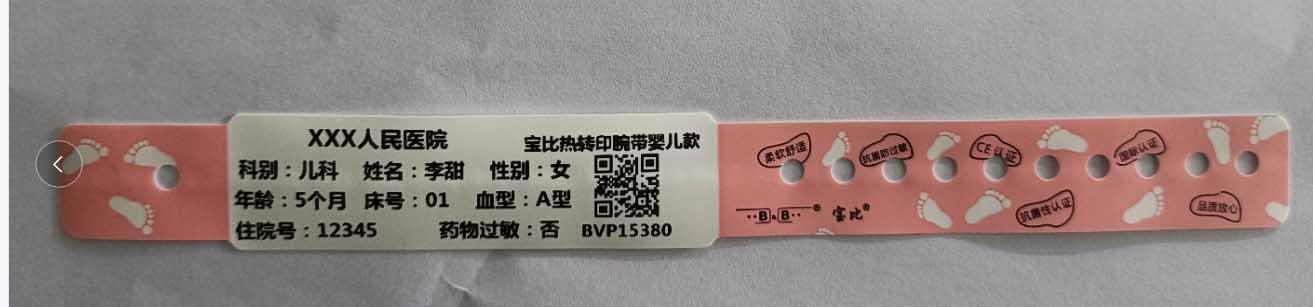 XXX人民医院
宝比热转印腕带婴儿款
科别：儿科 姓名：李甜 性别：女
年龄：5个月 床号：01 血型：A型
住院号：12345 药物过敏：否 BVP15380
柔软舒适
抗菌防过敏
CE认证
国际认证
··B&B··® 宝比®
抗菌性认证
品质放心